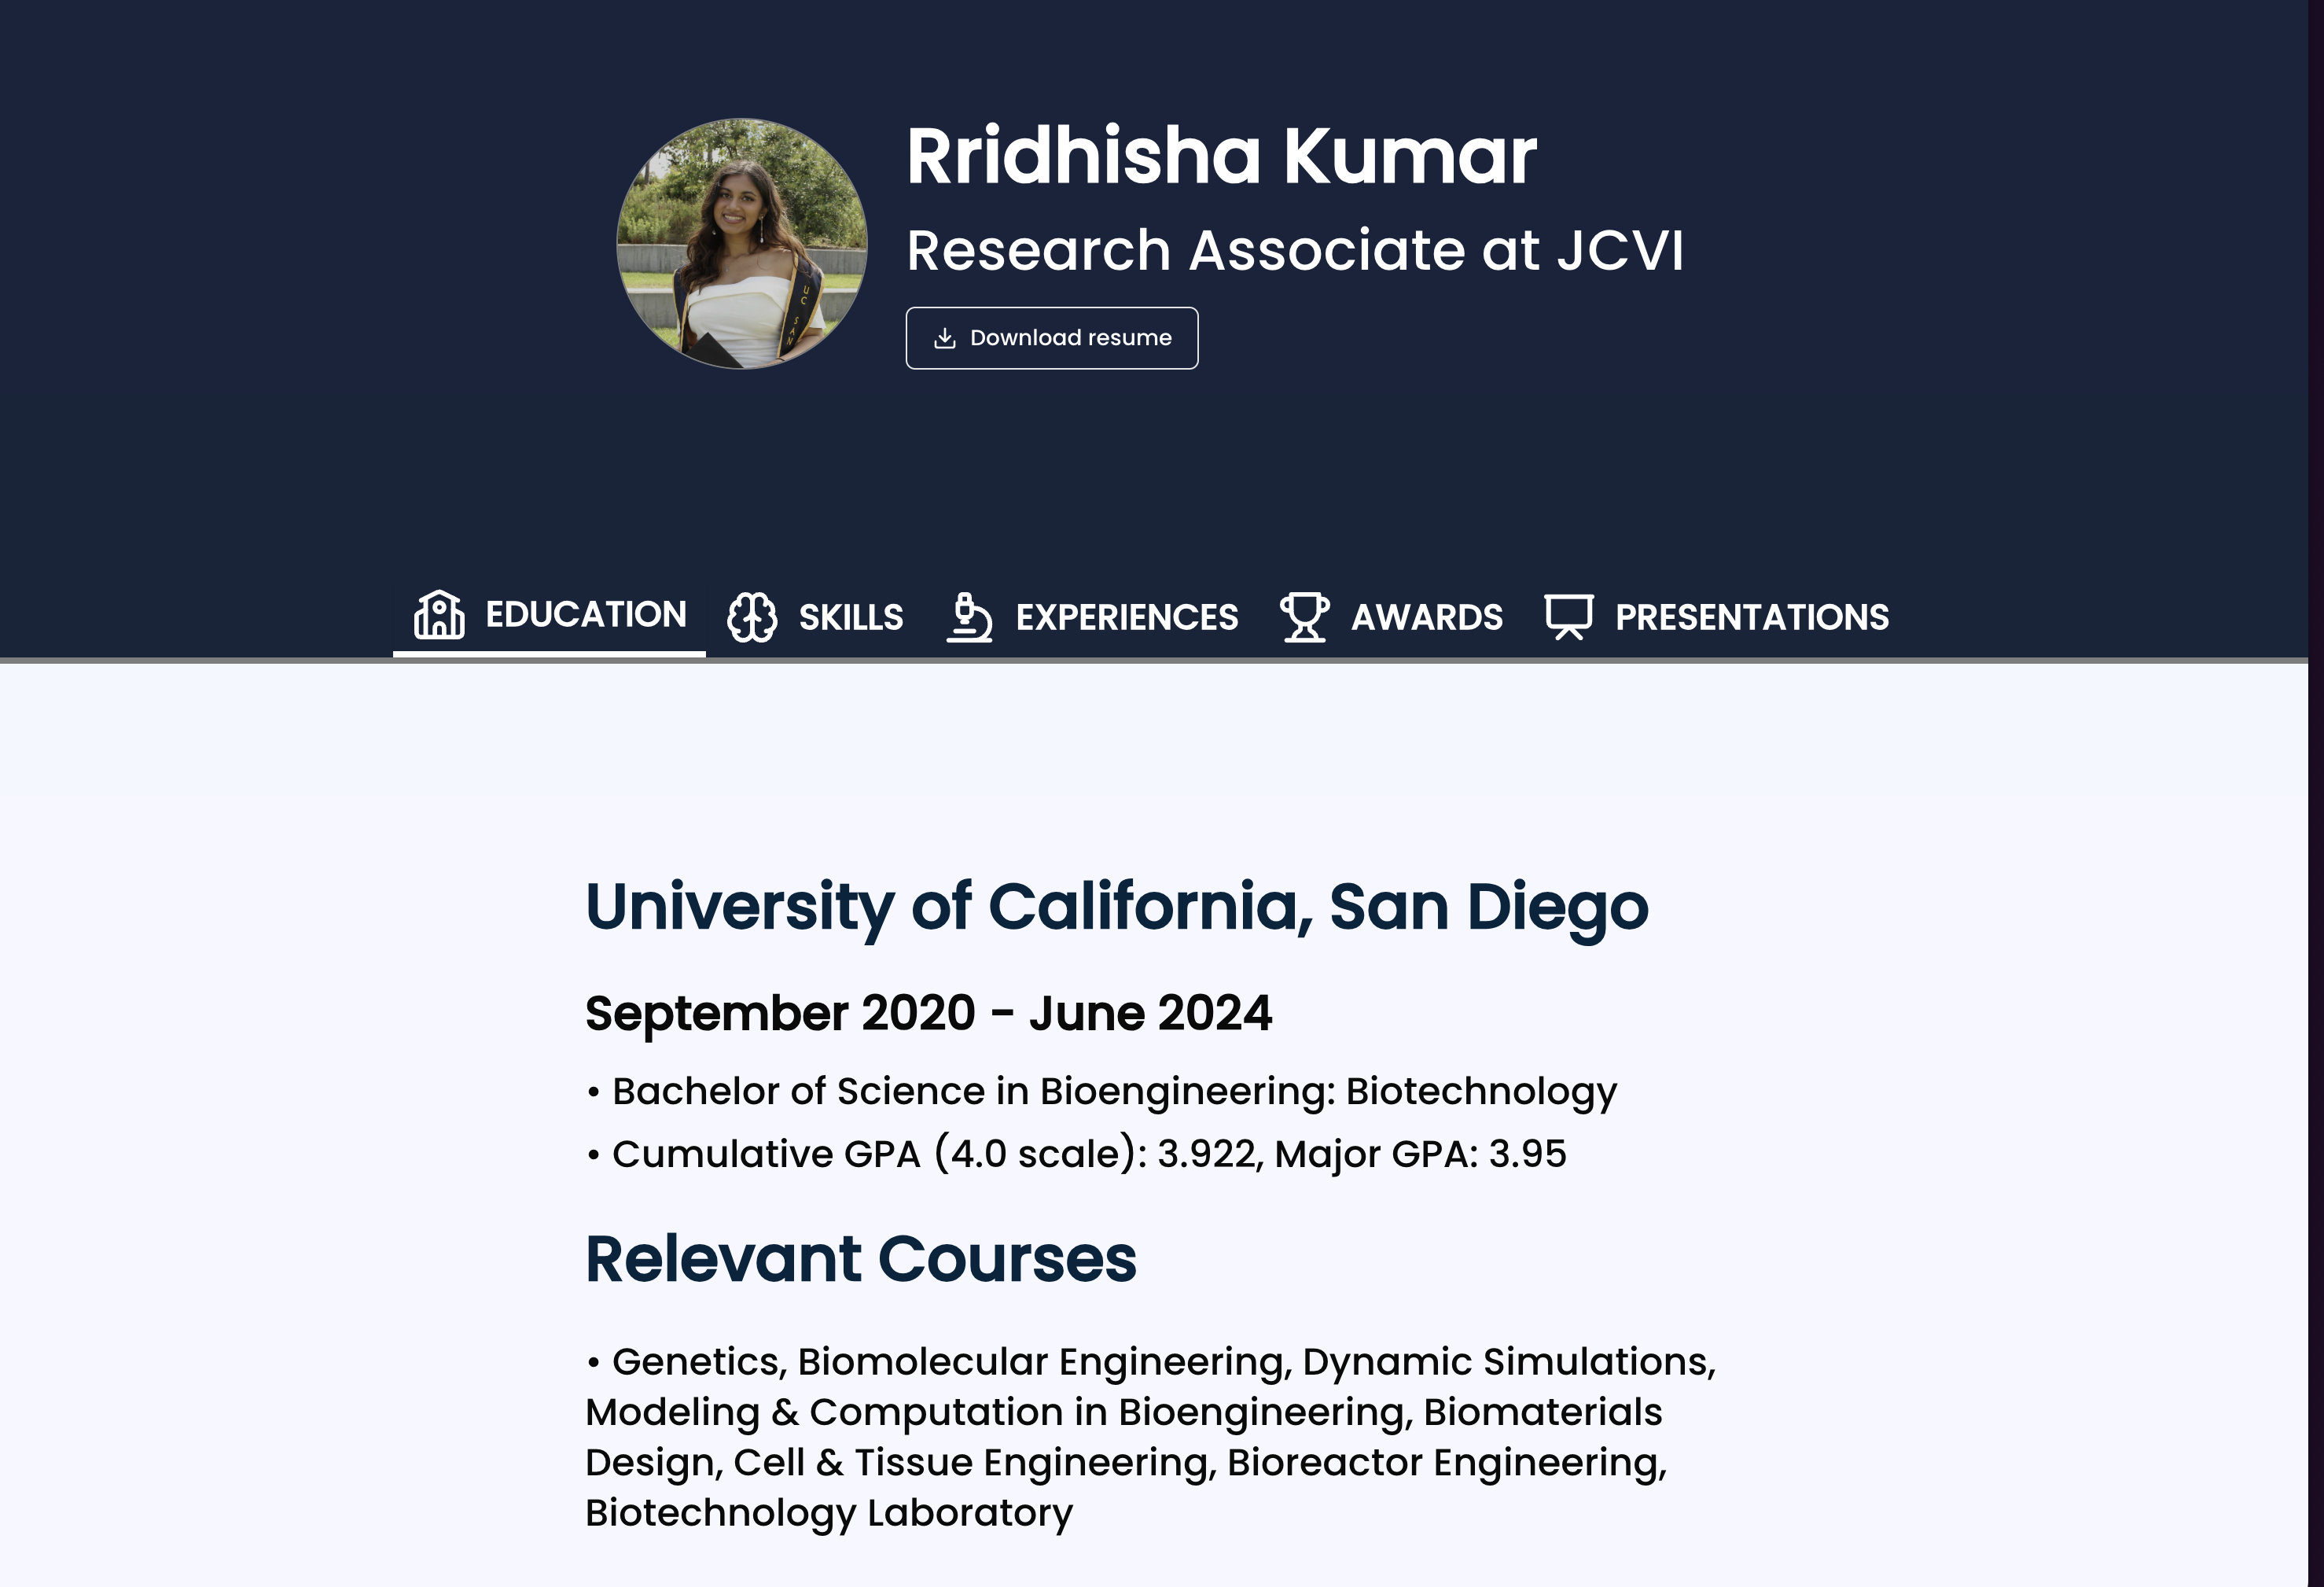 Rridhisha Kumar
Research Associate at JCVI
Download resume
UC SAN
EDUCATION
SKILLS
EXPERIENCES
AWARDS
PRESENTATIONS
University of California, San Diego
September 2020 - June 2024
• Bachelor of Science in Bioengineering: Biotechnology
• Cumulative GPA (4.0 scale): 3.922, Major GPA: 3.95
Relevant Courses
• Genetics, Biomolecular Engineering, Dynamic Simulations,
Modeling & Computation in Bioengineering, Biomaterials
Design, Cell & Tissue Engineering, Bioreactor Engineering,
Biotechnology Laboratory